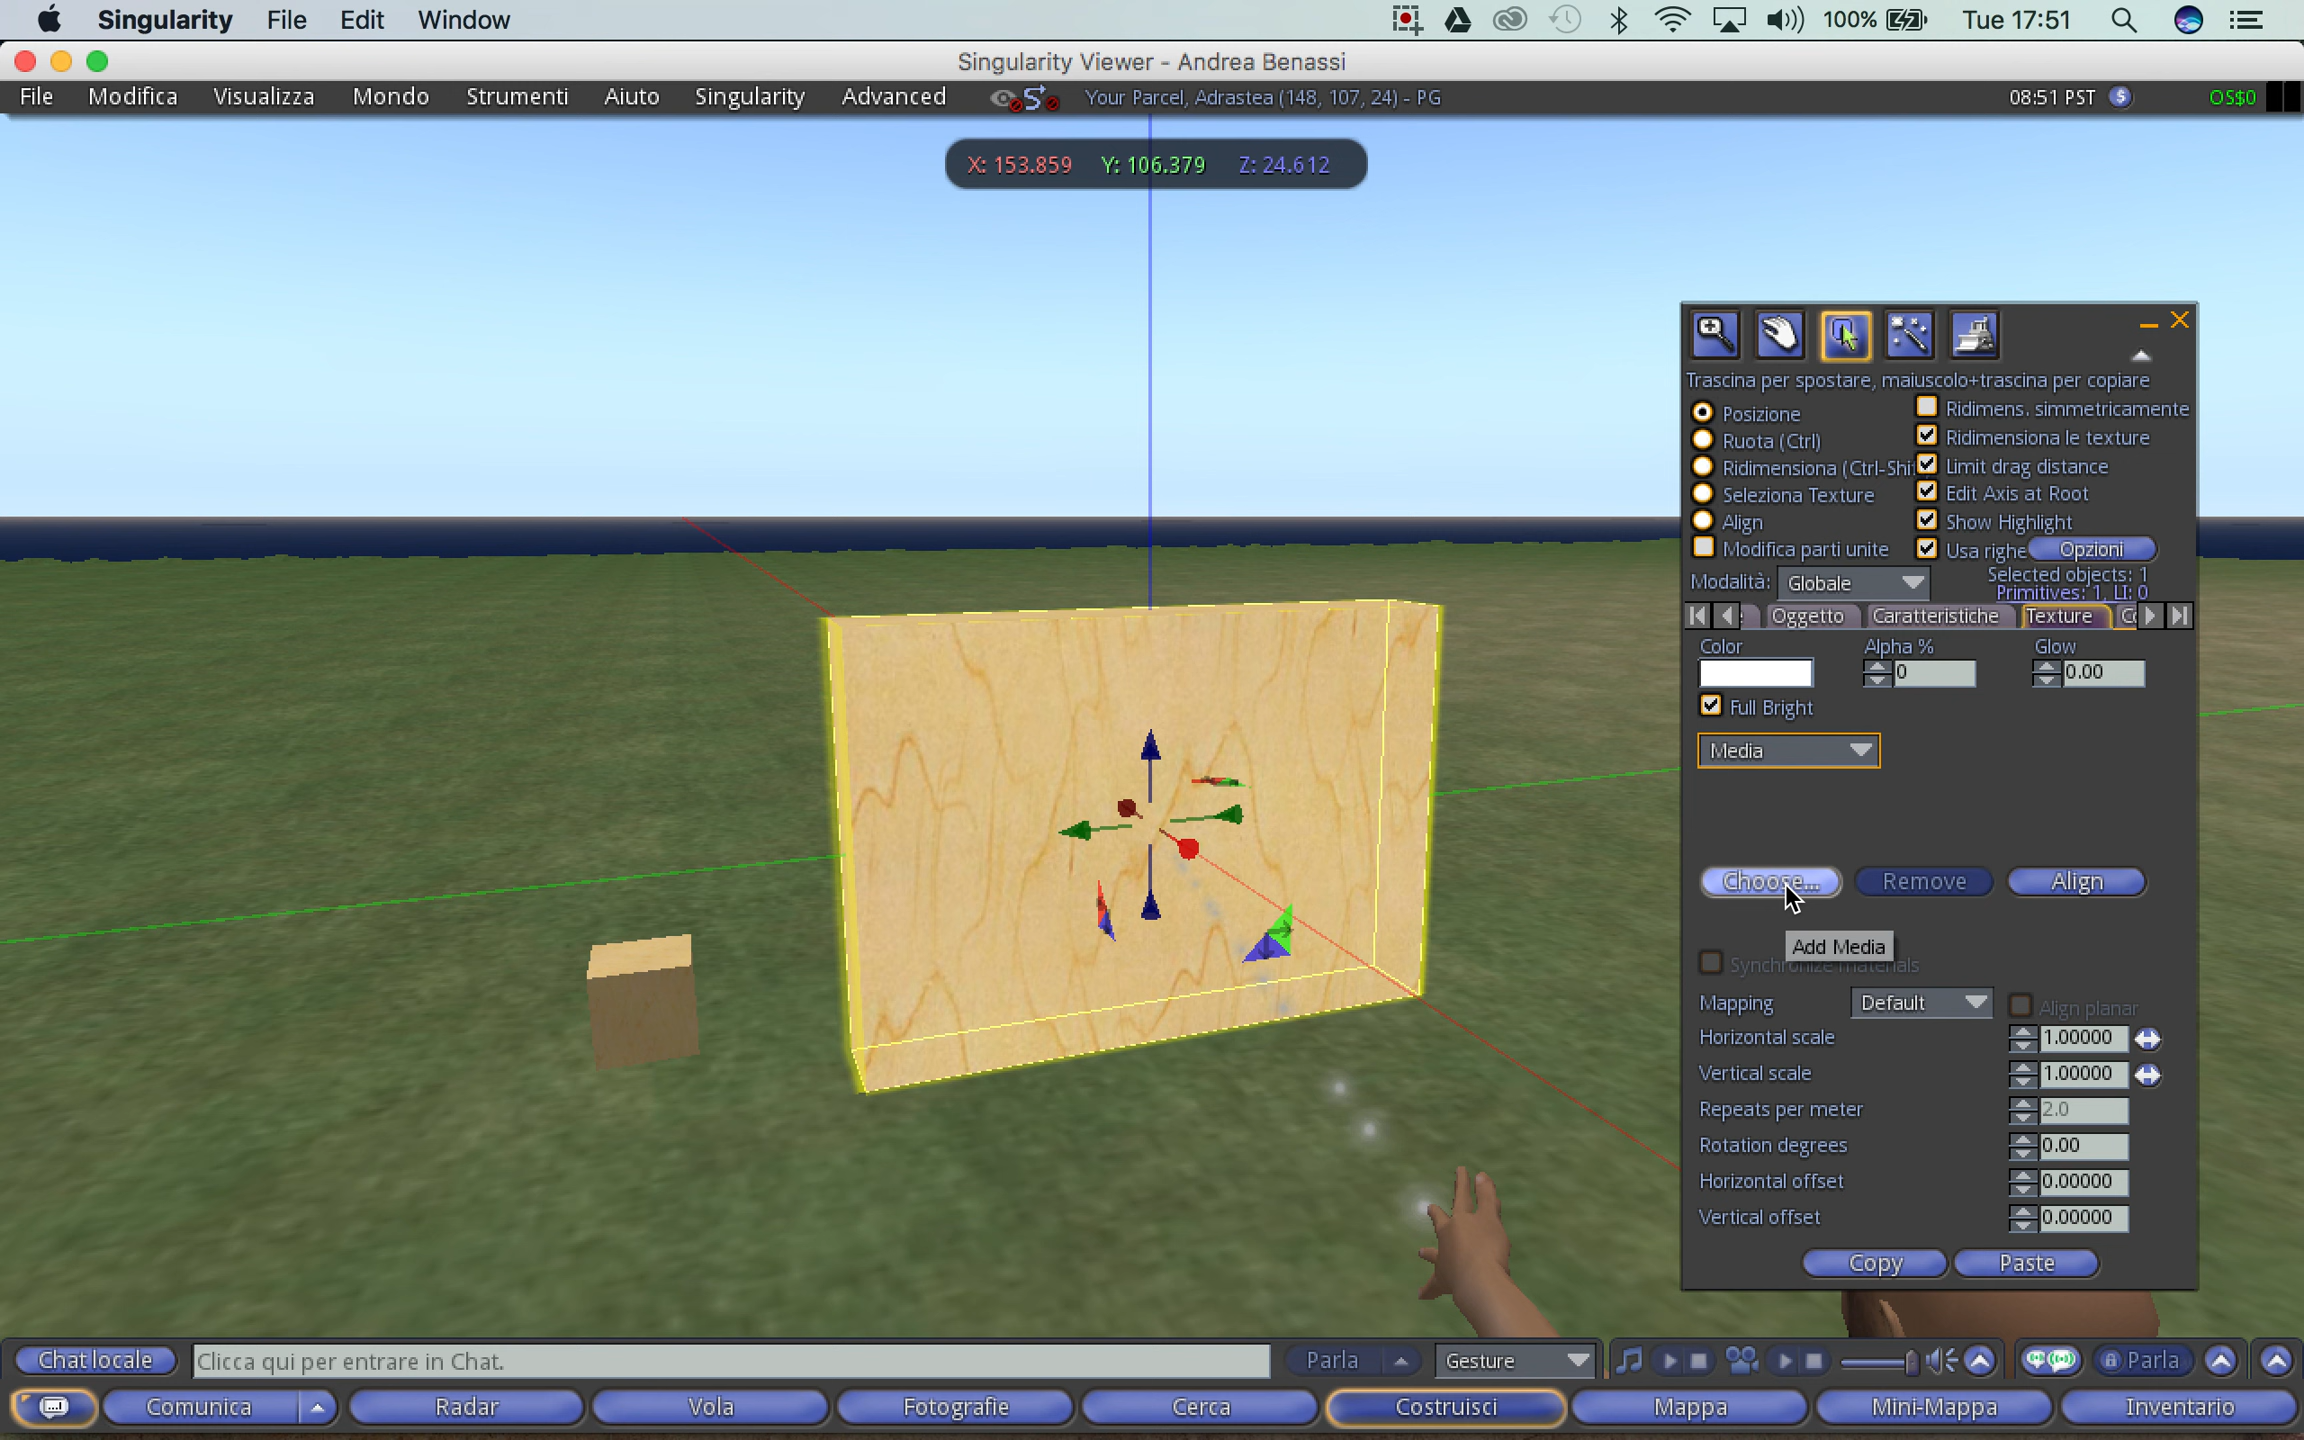 Singularity File Edit Window 100% Tue 17:51
Singularity Viewer - Andrea Benassi
File Modifica Visualizza Mondo Strumenti Aiuto Singularity Advanced Your Parcel, Adrastea (148, 107, 24) - PG 08:51 PST OS$0
X: 153.859 Y: 106.379 Z: 24.612
Trascina per spostare, maiuscolo+trascina per copiare
Posizione Ridimens. simmetricamente
Ruota (Ctrl) Ridimensiona le texture
Ridimensiona (Ctrl-Shi Limit drag distance
Seleziona Texture Edit Axis at Root
Align Show Highlight
Modifica parti unite Usa righe Opzioni
Modalità: Globale Selected objects: 1
Primitives: 1, LI: 0
Oggetto Caratteristiche Texture
Color Alpha % Glow
0 0.00
Full Bright
Media
Choose... Remove Align
Add Media
Synchronize materials
Mapping Default Align planar
Horizontal scale 1.00000
Vertical scale 1.00000
Repeats per meter 2.0
Rotation degrees 0.00
Horizontal offset 0.00000
Vertical offset 0.00000
Copy Paste
Chat locale Clicca qui per entrare in Chat. Parla Gesture Parla
Comunica Radar Vola Fotografie Cerca Costruisci Mappa Mini-Mappa Inventario